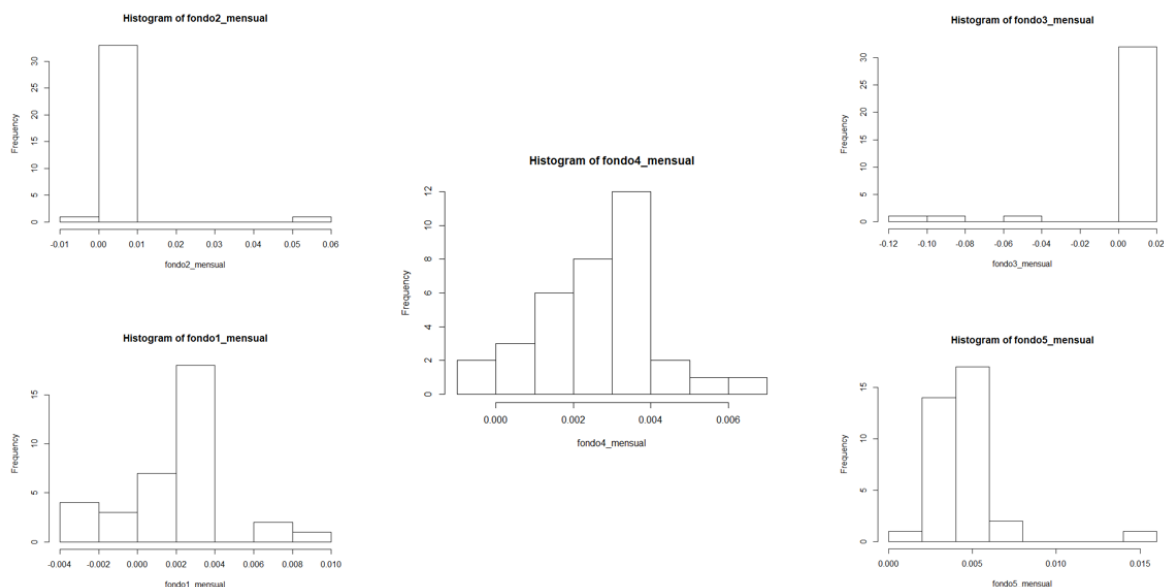 Histogram of fondo2_mensual
Frequency
0 5 10 15 20 25 30
-0.01 0.00 0.01 0.02 0.03 0.04 0.05 0.06
fondo2_mensual
Histogram of fondo1_mensual
Frequency
0 5 10 15
-0.004 -0.002 0.000 0.002 0.004 0.006 0.008 0.010
fondo1_mensual
Histogram of fondo4_mensual
Frequency
0 2 4 6 8 10 12
0.000 0.002 0.004 0.006
fondo4_mensual
Histogram of fondo3_mensual
Frequency
0 5 10 15 20 25 30
-0.12 -0.10 -0.08 -0.06 -0.04 -0.02 0.00 0.02
fondo3_mensual
Histogram of fondo5_mensual
Frequency
0 5 10 15
0.000 0.005 0.010 0.015
fondo5_mensual